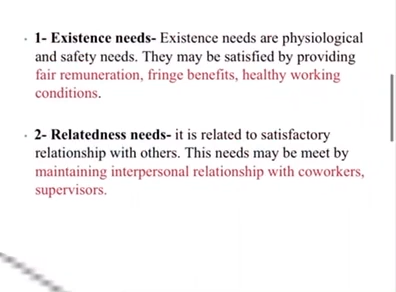 · 1- Existence needs- Existence needs are physiological
and safety needs. They may be satisfied by providing
fair remuneration, fringe benefits, healthy working
conditions.
· 2- Relatedness needs- it is related to satisfactory
relationship with others. This needs may be meet by
maintaining interpersonal relationship with coworkers,
supervisors.